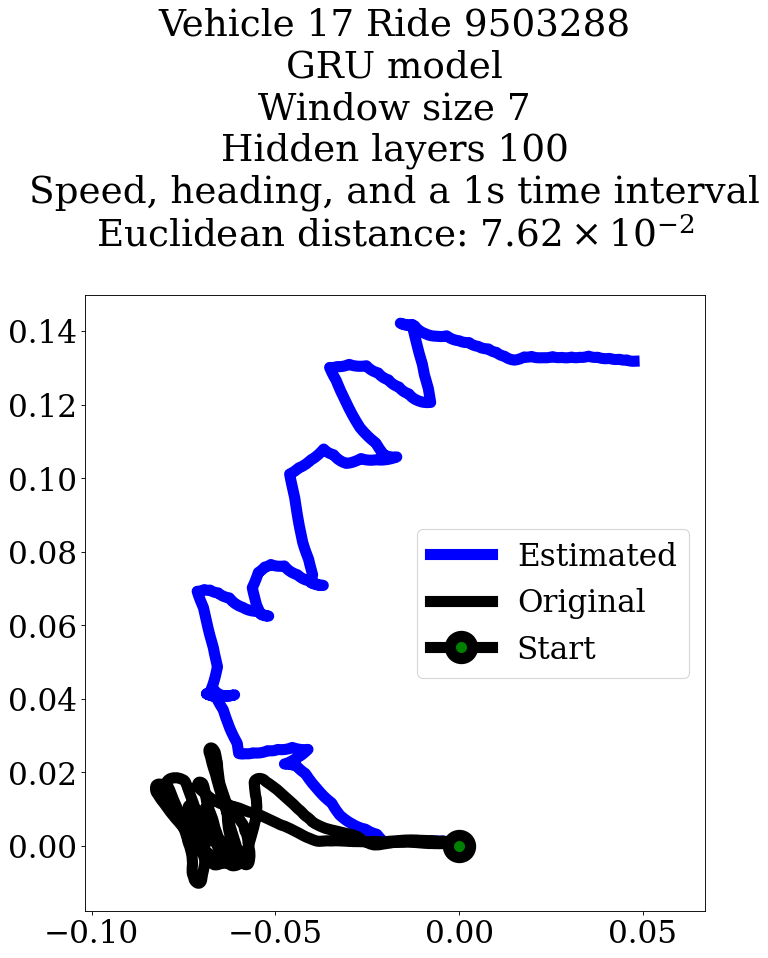 Vehicle 17 Ride 9503288
GRU model
Window size 7
Hidden layers 100
Speed, heading, and a 1s time interval
Euclidean distance: 7.62 × 10⁻²
0.14
0.12
0.10
0.08
0.06
0.04
0.02
0.00
Estimated
Original
Start
−0.10 −0.05 0.00 0.05